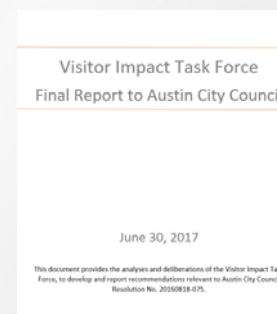 Visitor Impact Task Force
Final Report to Austin City Counci
June 30, 2017
This document provides the analyses and deliberations of the Visitor Impact Ta
Force, to develop and report recommendations relevant to Austin City Counc
Resolution No. 20160818-075.